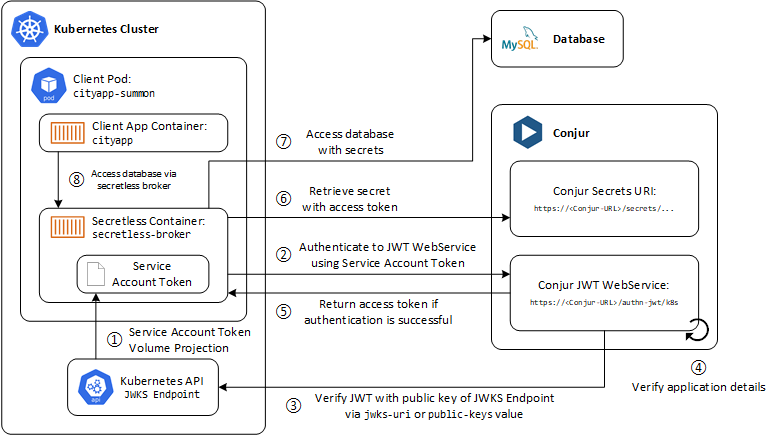 Kubernetes Cluster
Client Pod:
cityapp-summon
pod
Client App Container:
cityapp
⑧ Access database via
secretless broker
Secretless Container:
secretless-broker
Service
Account Token
① Service Account Token
Volume Projection
Kubernetes API
JWKS Endpoint
api
MySQL
Database
⑦ Access database
with secrets
⑥ Retrieve secret
with access token
② Authenticate to JWT WebService
using Service Account Token
⑤ Return access token if
authentication is successful
③ Verify JWT with public key of JWKS Endpoint
via jwks-uri or public-keys value
Conjur
Conjur Secrets URI:
https://<Conjur-URL>/secrets/...
Conjur JWT WebService:
https://<Conjur-URL>/authn-jwt/k8s
④
Verify application details